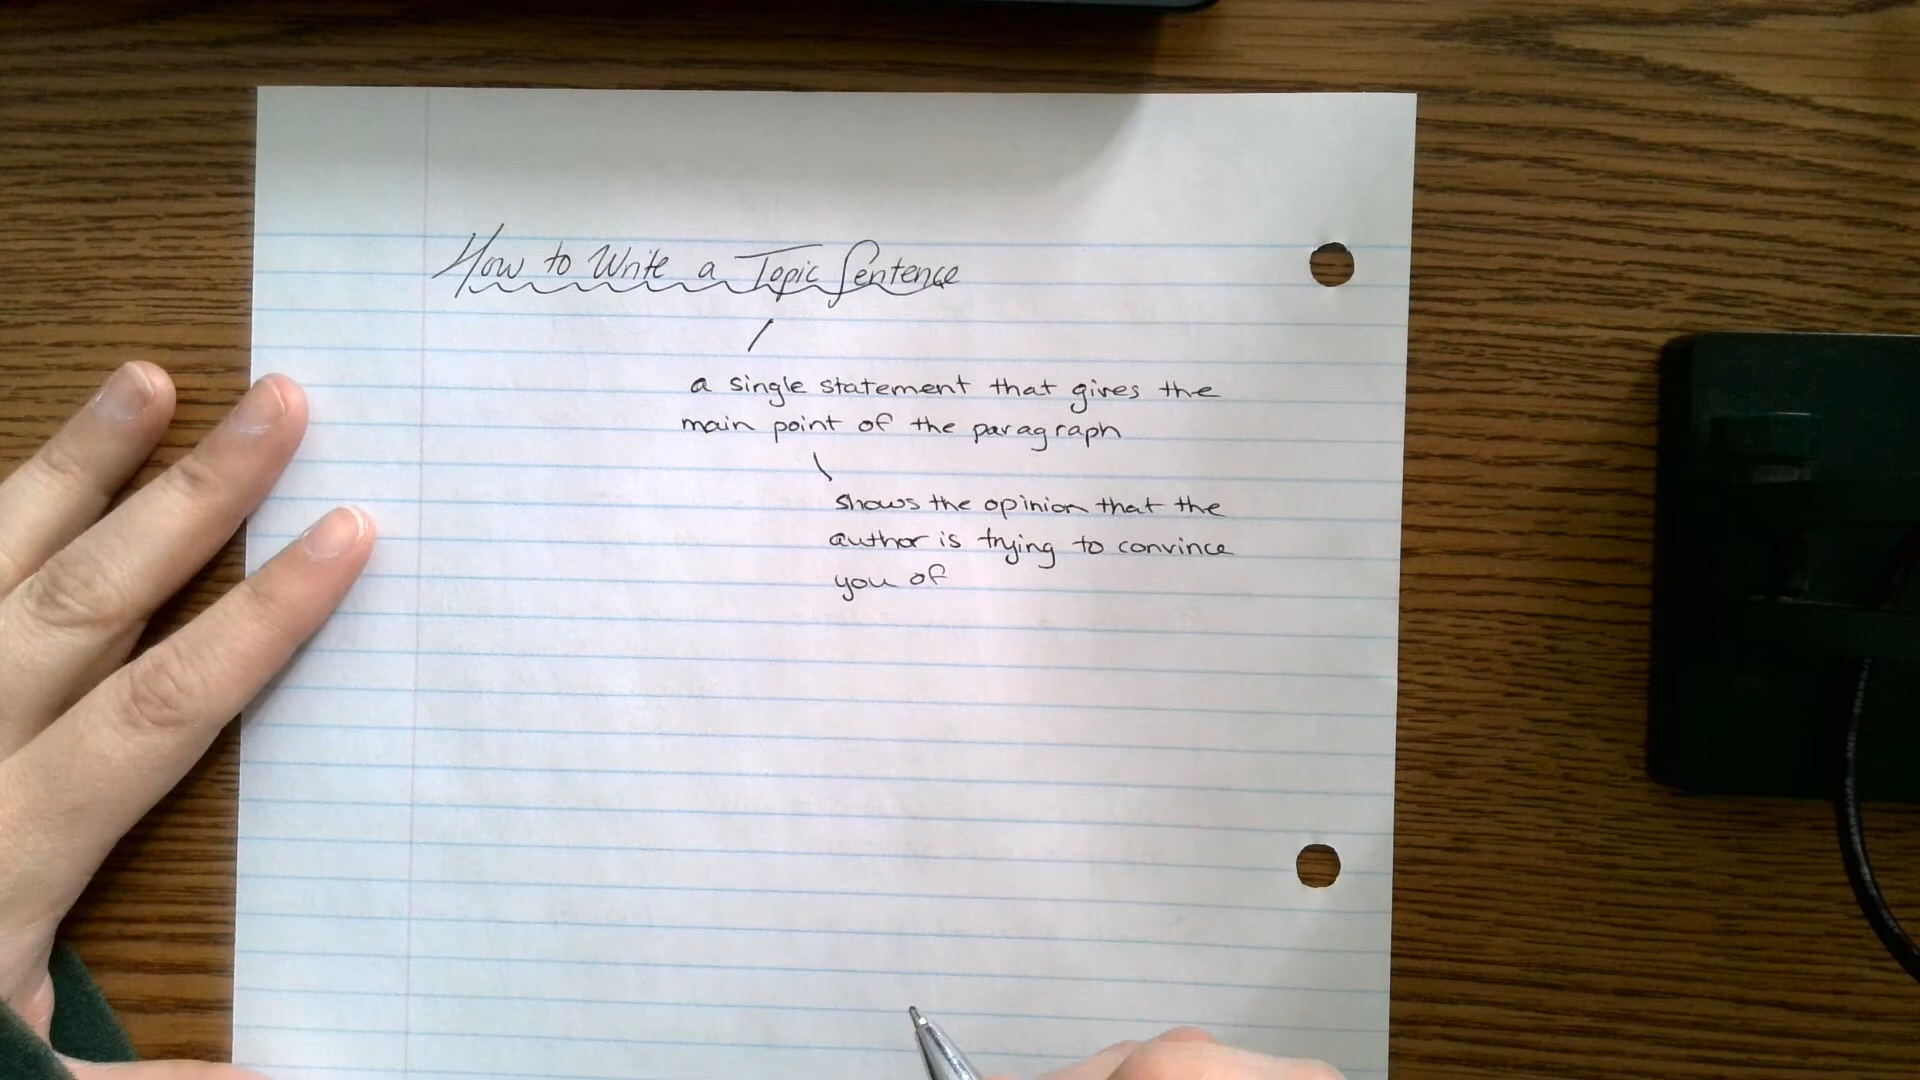 How to Write a Topic Sentence
a single statement that gives the
main point of the paragraph
shows the opinion that the
author is trying to convince
you of